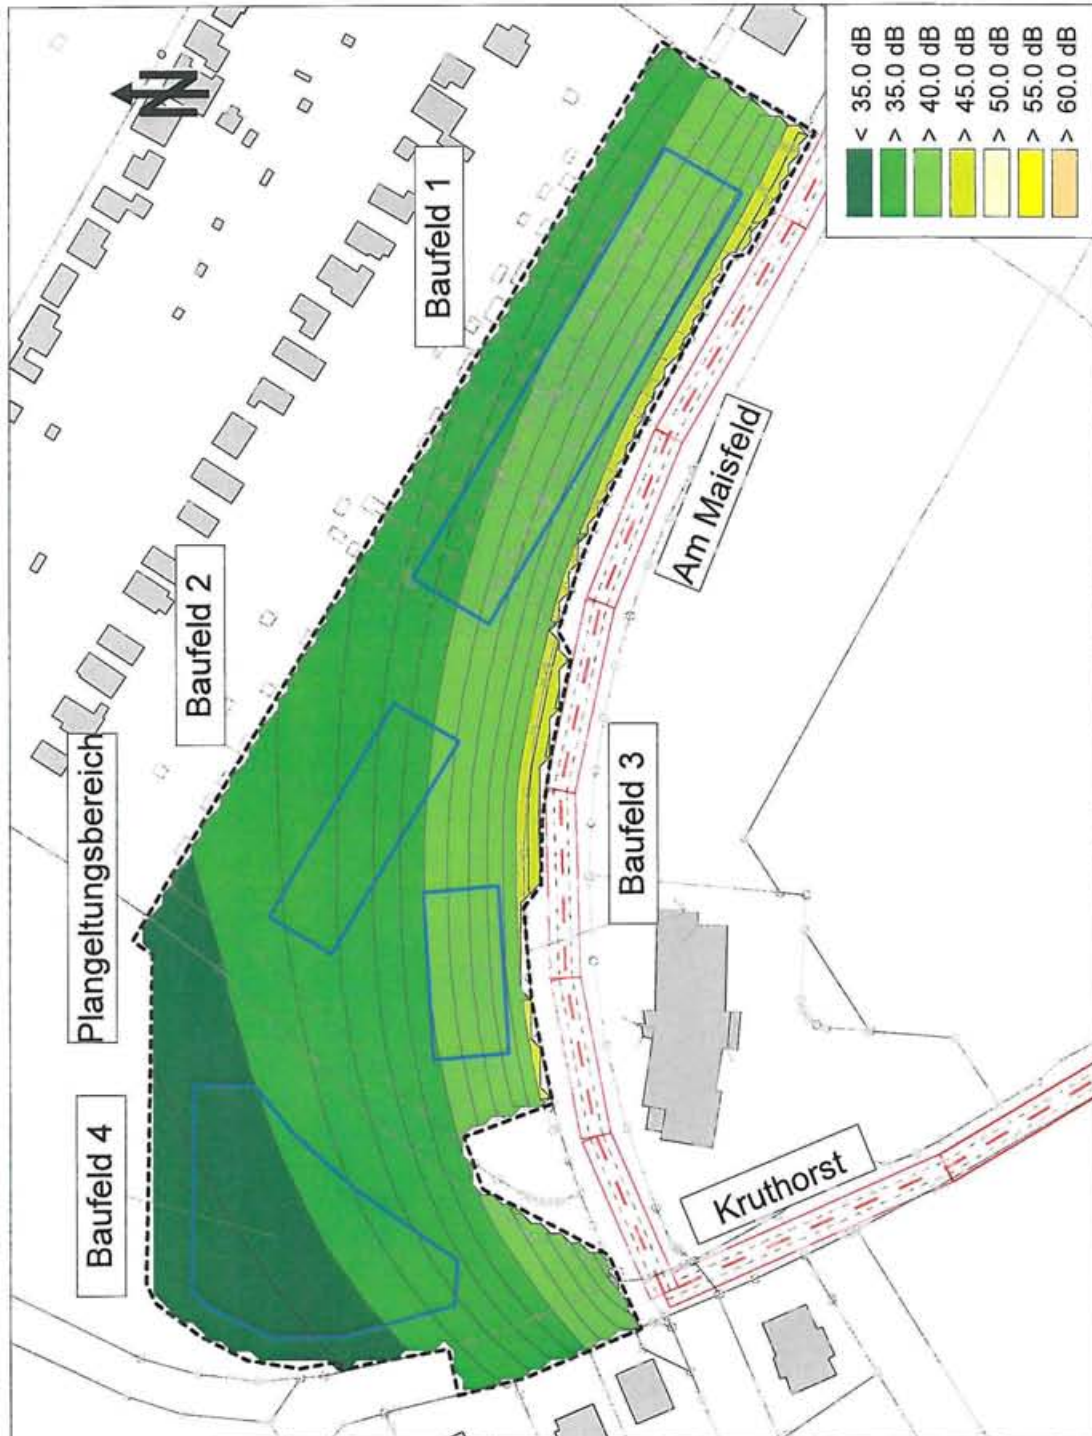 N
Baufeld 1
Baufeld 2
Plangeltungsbereich
Baufeld 4
Am Maisfeld
Baufeld 3
Kruthorst
< 35.0 dB
> 35.0 dB
> 40.0 dB
> 45.0 dB
> 50.0 dB
> 55.0 dB
> 60.0 dB